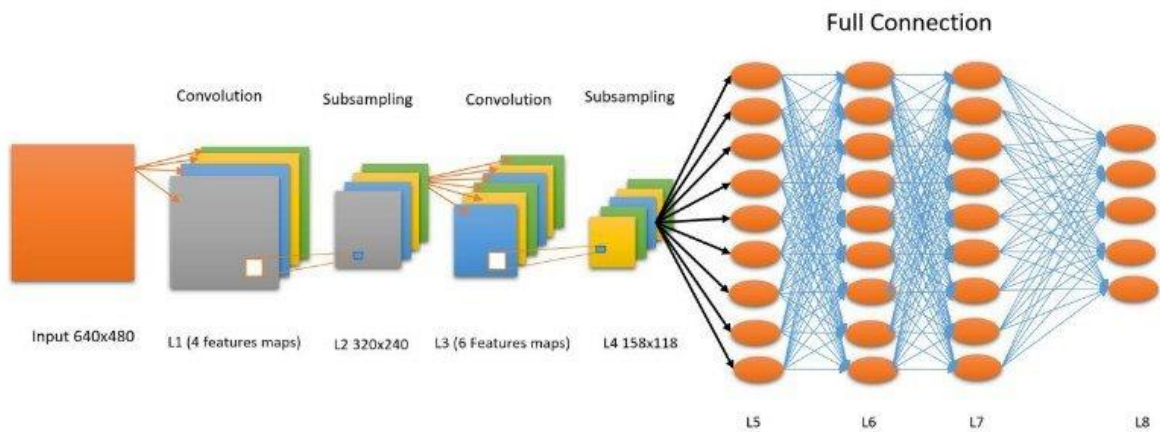 Full Connection
Convolution
Subsampling
Convolution
Subsampling
Input 640x480
L1 (4 features maps)
L2 320x240
L3 (6 Features maps)
L4 158x118
L5
L6
L7
L8